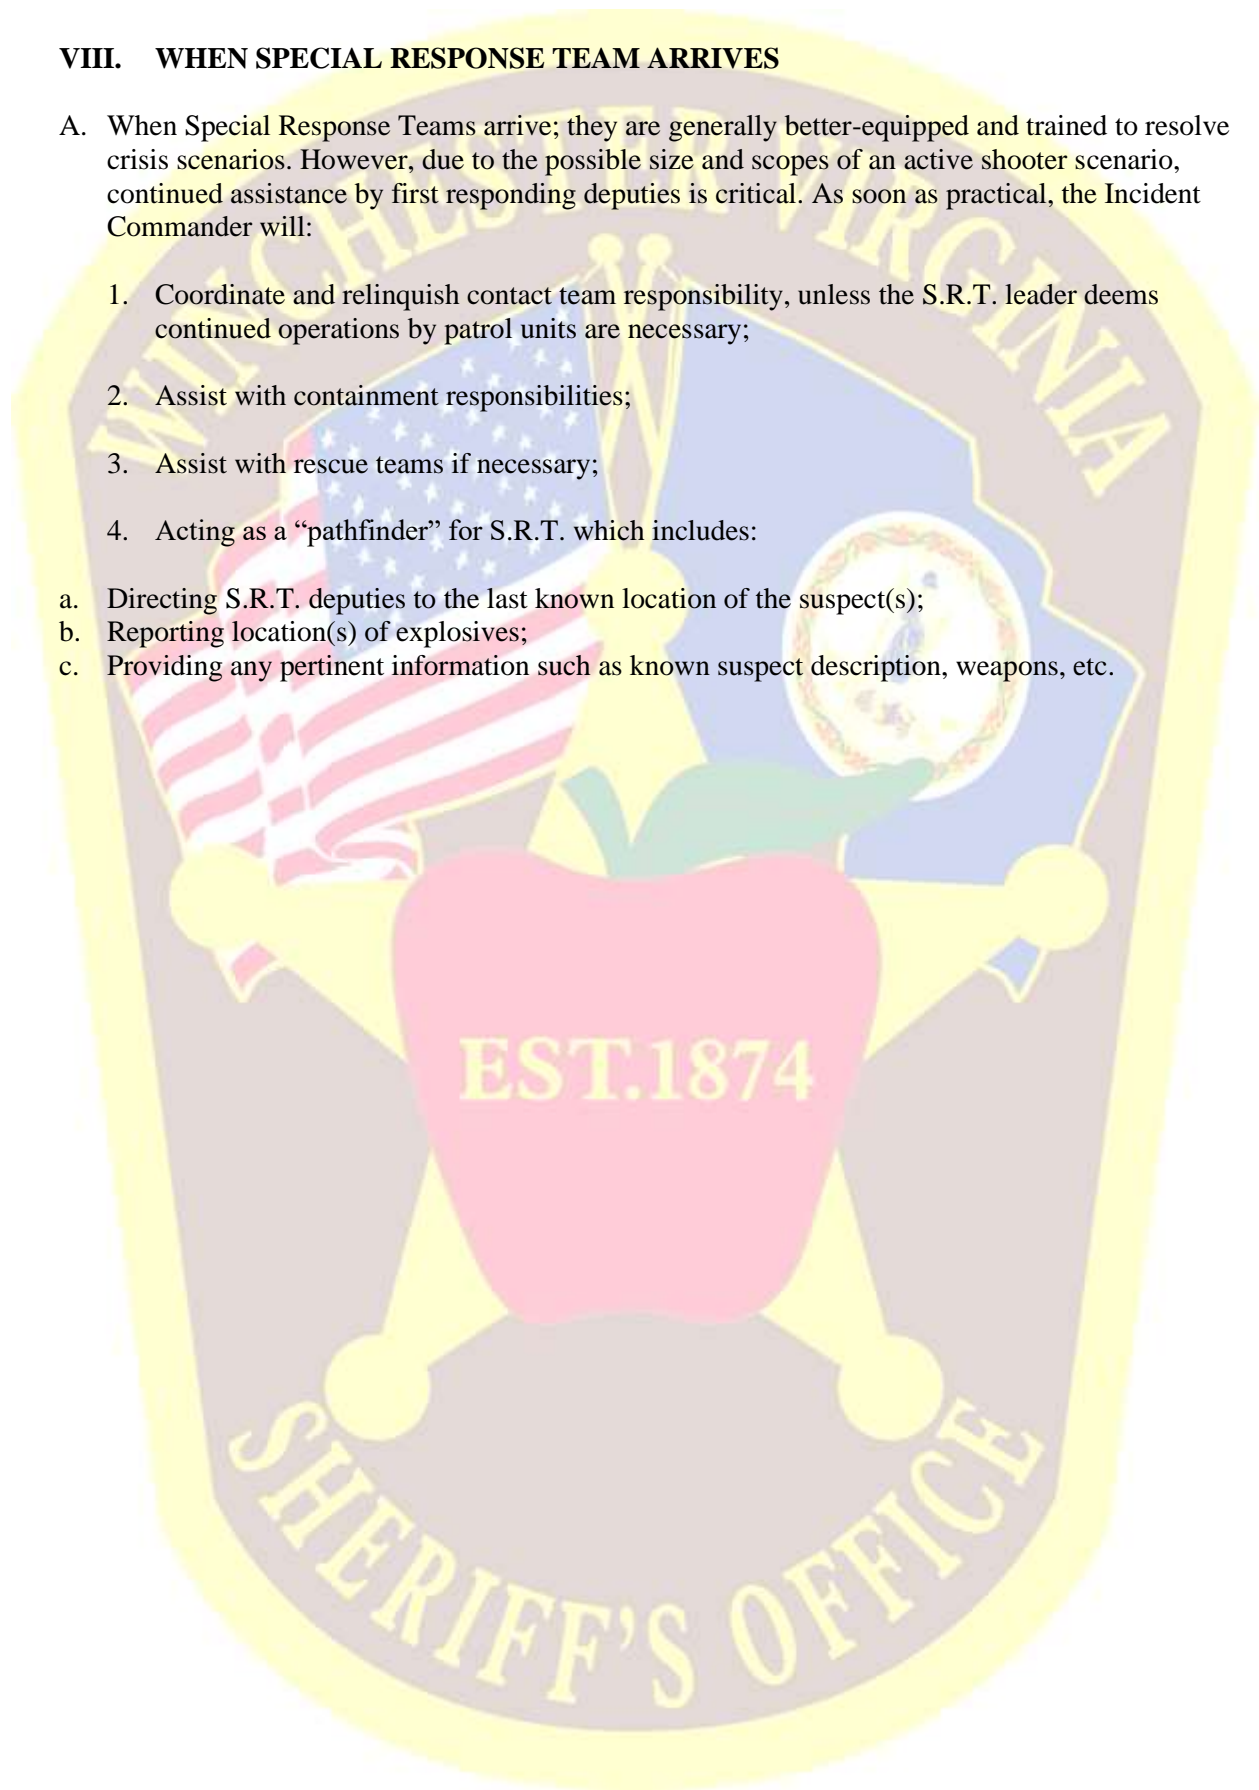 VIII. WHEN SPECIAL RESPONSE TEAM ARRIVES
A. When Special Response Teams arrive; they are generally better-equipped and trained to resolve
crisis scenarios. However, due to the possible size and scopes of an active shooter scenario,
continued assistance by first responding deputies is critical. As soon as practical, the Incident
Commander will:
1. Coordinate and relinquish contact team responsibility, unless the S.R.T. leader deems
continued operations by patrol units are necessary;
2. Assist with containment responsibilities;
3. Assist with rescue teams if necessary;
4. Acting as a “pathfinder” for S.R.T. which includes:
a. Directing S.R.T. deputies to the last known location of the suspect(s);
b. Reporting location(s) of explosives;
c. Providing any pertinent information such as known suspect description, weapons, etc.
WINCHESTER VIRGINIA
EST.1874
SHERIFF'S OFFICE